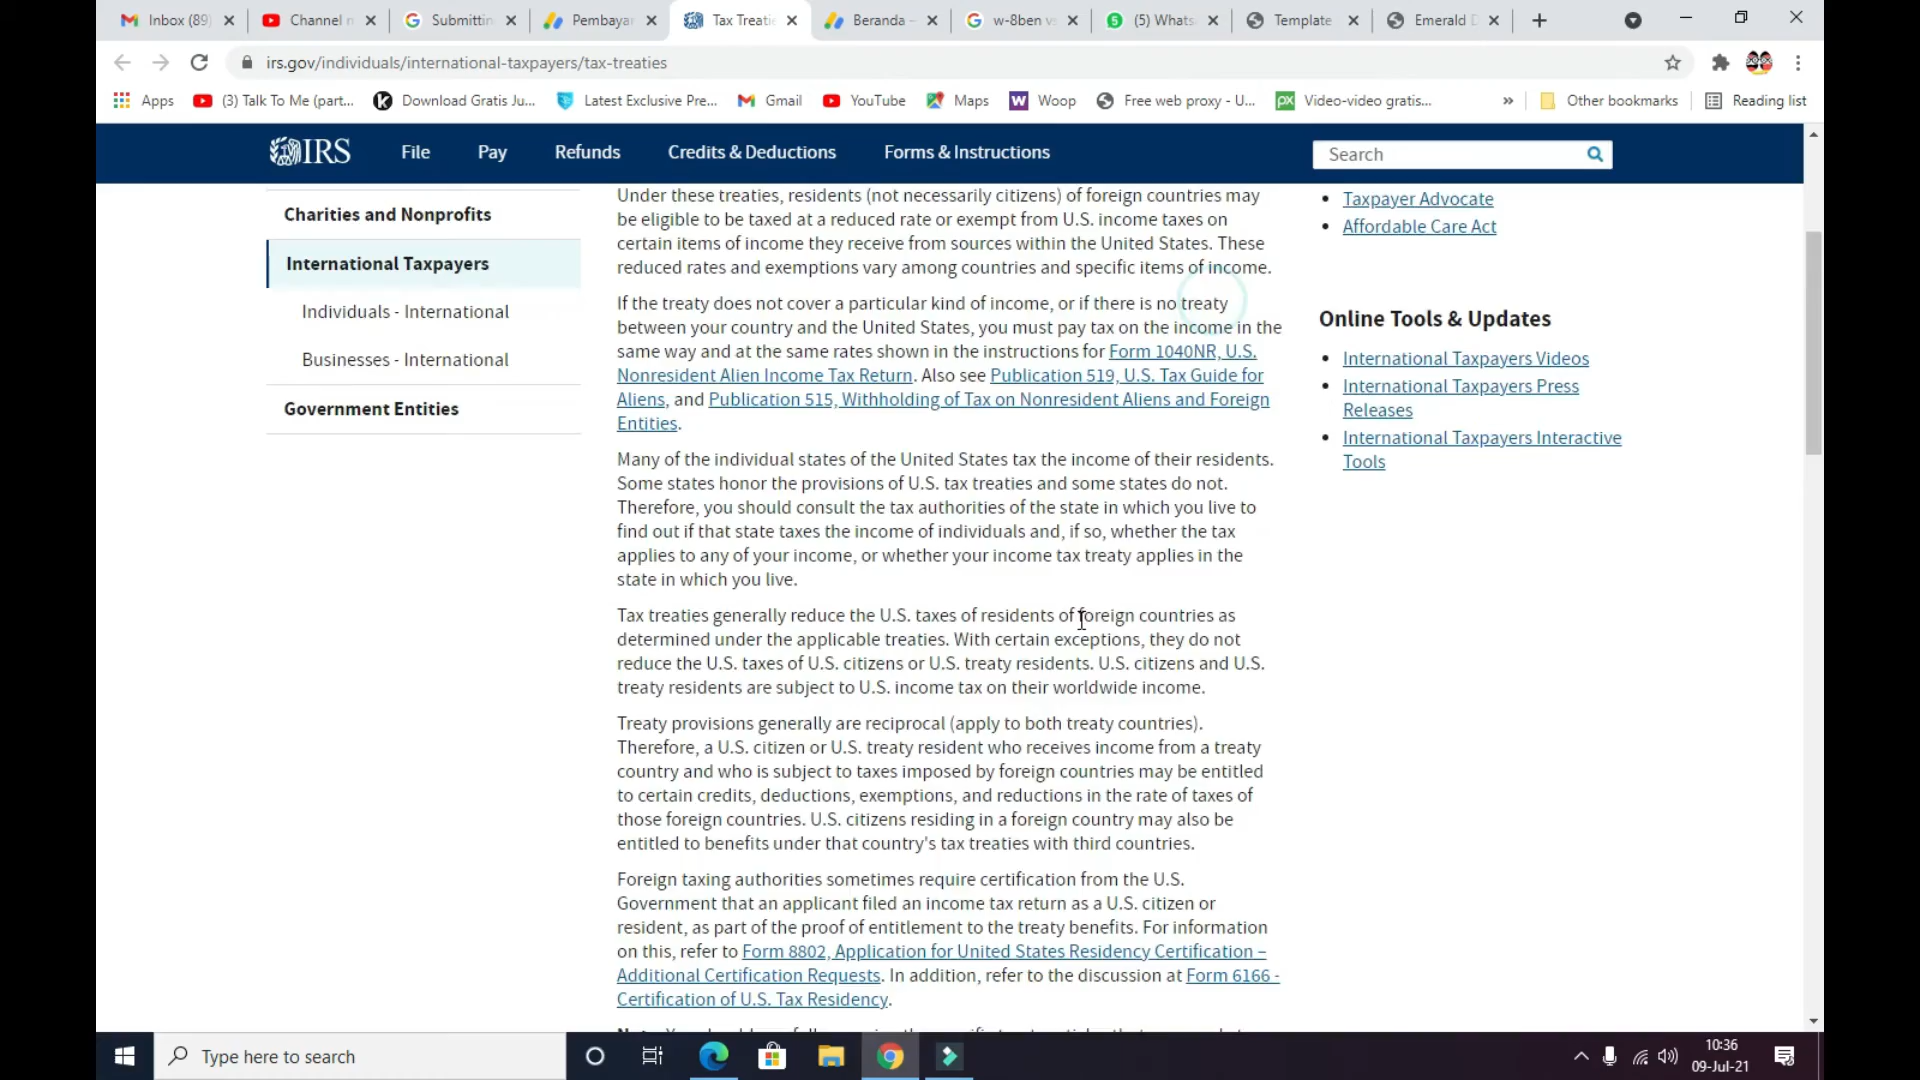 Inbox (89)
Channel
Submittin
Pembayar
Tax Treatie
Beranda –
w-8ben v
(5) Whats
Template
Emerald
irs.gov/individuals/international-taxpayers/tax-treaties
Apps
(3) Talk To Me (part...
Download Gratis Ju...
Latest Exclusive Pre...
Gmail
YouTube
Maps
Woop
Free web proxy - U...
Video-video gratis...
»
Other bookmarks
Reading list
IRS
File
Pay
Refunds
Credits & Deductions
Forms & Instructions
Search
Charities and Nonprofits
International Taxpayers
Individuals - International
Businesses - International
Government Entities
Under these treaties, residents (not necessarily citizens) of foreign countries may
be eligible to be taxed at a reduced rate or exempt from U.S. income taxes on
certain items of income they receive from sources within the United States. These
reduced rates and exemptions vary among countries and specific items of income.
If the treaty does not cover a particular kind of income, or if there is no treaty
between your country and the United States, you must pay tax on the income in the
same way and at the same rates shown in the instructions for Form 1040NR, U.S.
Nonresident Alien Income Tax Return. Also see Publication 519, U.S. Tax Guide for
Aliens, and Publication 515, Withholding of Tax on Nonresident Aliens and Foreign
Entities.
Many of the individual states of the United States tax the income of their residents.
Some states honor the provisions of U.S. tax treaties and some states do not.
Therefore, you should consult the tax authorities of the state in which you live to
find out if that state taxes the income of individuals and, if so, whether the tax
applies to any of your income, or whether your income tax treaty applies in the
state in which you live.
Tax treaties generally reduce the U.S. taxes of residents of foreign countries as
determined under the applicable treaties. With certain exceptions, they do not
reduce the U.S. taxes of U.S. citizens or U.S. treaty residents. U.S. citizens and U.S.
treaty residents are subject to U.S. income tax on their worldwide income.
Treaty provisions generally are reciprocal (apply to both treaty countries).
Therefore, a U.S. citizen or U.S. treaty resident who receives income from a treaty
country and who is subject to taxes imposed by foreign countries may be entitled
to certain credits, deductions, exemptions, and reductions in the rate of taxes of
those foreign countries. U.S. citizens residing in a foreign country may also be
entitled to benefits under that country's tax treaties with third countries.
Foreign taxing authorities sometimes require certification from the U.S.
Government that an applicant filed an income tax return as a U.S. citizen or
resident, as part of the proof of entitlement to the treaty benefits. For information
on this, refer to Form 8802, Application for United States Residency Certification –
Additional Certification Requests. In addition, refer to the discussion at Form 6166 -
Certification of U.S. Tax Residency.
Taxpayer Advocate
Affordable Care Act
Online Tools & Updates
International Taxpayers Videos
International Taxpayers Press
Releases
International Taxpayers Interactive
Tools
Type here to search
10:36
09-Jul-21